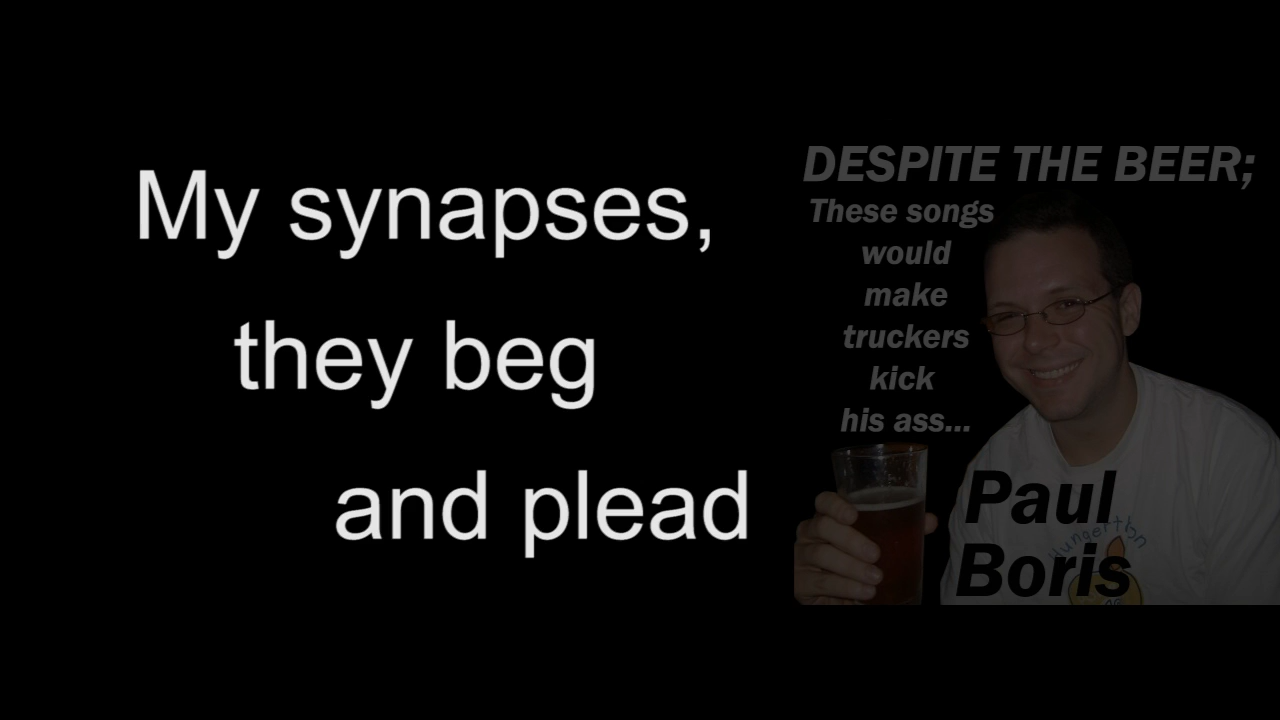 My synapses,
they beg
and plead
DESPITE THE BEER;
These songs
would
make
truckers
kick
his ass...
Paul
Boris
Hungerthon